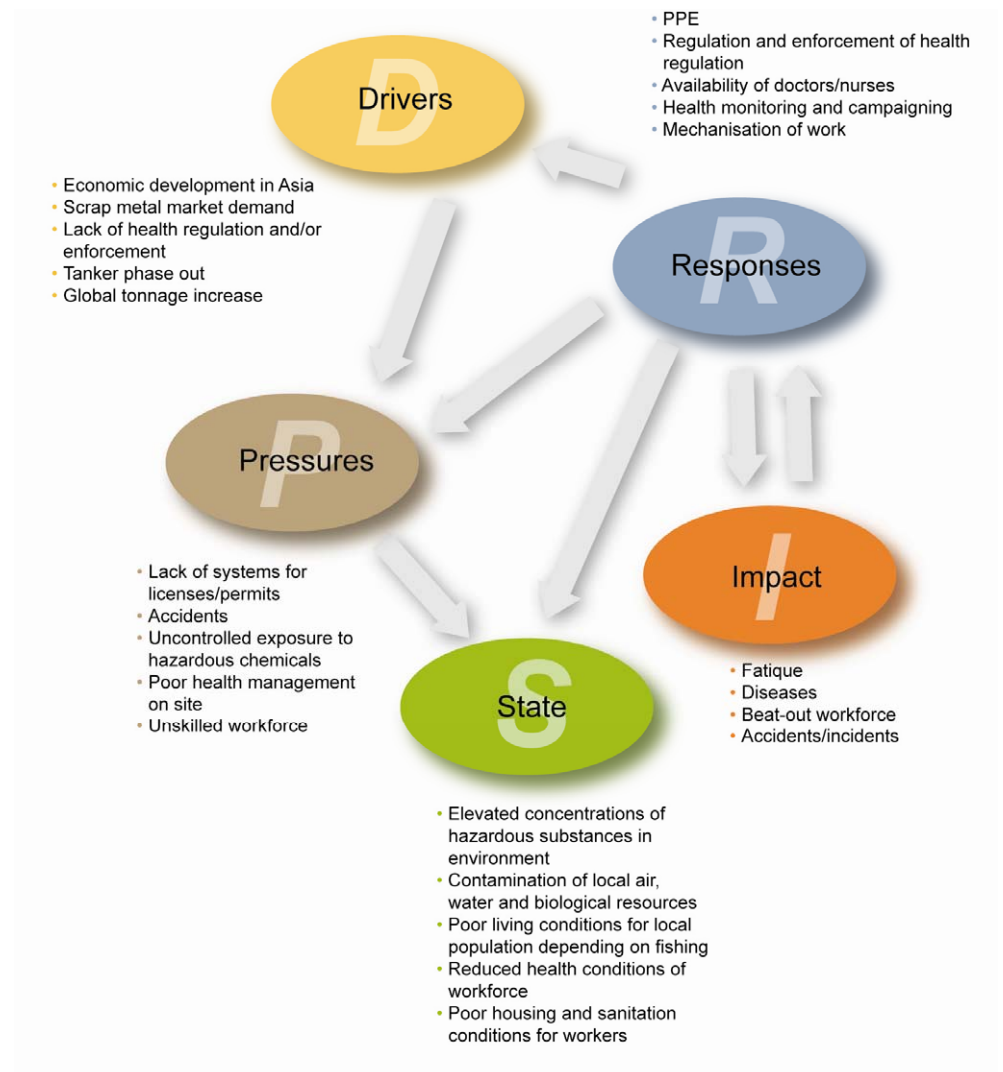 • PPE
• Regulation and enforcement of health
regulation
• Availability of doctors/nurses
• Health monitoring and campaigning
• Mechanisation of work
D
Drivers
• Economic development in Asia
• Scrap metal market demand
• Lack of health regulation and/or
enforcement
• Tanker phase out
• Global tonnage increase
R
Responses
P
Pressures
• Lack of systems for
licenses/permits
• Accidents
• Uncontrolled exposure to
hazardous chemicals
• Poor health management
on site
• Unskilled workforce
I
Impact
• Fatique
• Diseases
• Beat-out workforce
• Accidents/incidents
S
State
• Elevated concentrations of
hazardous substances in
environment
• Contamination of local air,
water and biological resources
• Poor living conditions for local
population depending on fishing
• Reduced health conditions of
workforce
• Poor housing and sanitation
conditions for workers